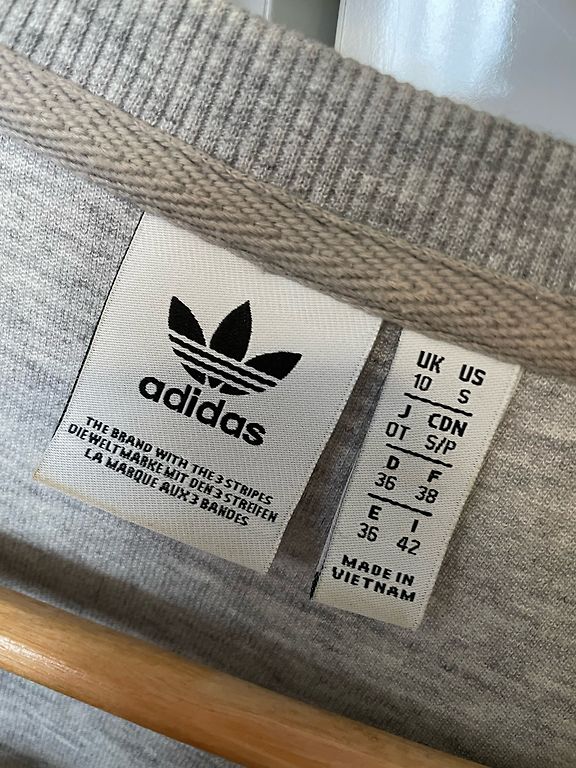 adidas
THE BRAND WITH THE 3 STRIPES
DIE WELTMARKE MIT DEN 3 STREIFEN
LA MARQUE AUX 3 BANDES
UK US
10 S
J CDN
OT S/P
D F
36 38
E I
36 42
MADE IN
VIETNAM